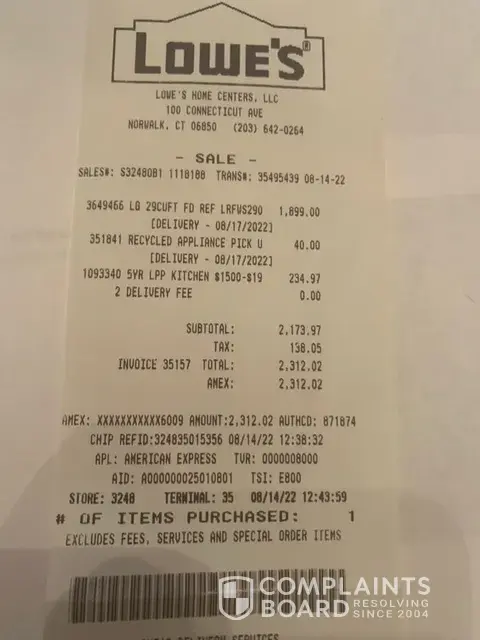 LOWE'S®
LOWE'S HOME CENTERS, LLC
100 CONNECTICUT AVE
NORWALK, CT 06850 (203) 642-0264
- SALE -
SALES#: S3248OB1 1118188 TRANS#: 35495439 08-14-22
3649466 LG 29CUFT FD REF LRFWS290 1,899.00
[DELIVERY - 08/17/2022]
351841 RECYCLED APPLIANCE PICK U 40.00
[DELIVERY - 08/17/2022]
1093340 5YR LPP KITCHEN $1500-$19 234.97
2 DELIVERY FEE 0.00
SUBTOTAL: 2,173.97
TAX: 138.05
INVOICE 35157 TOTAL: 2,312.02
AMEX: 2,312.02
AMEX: XXXXXXXXXXX6009 AMOUNT:2,312.02 AUTHCD: 871874
CHIP REFID:324835015356 08/14/22 12:38:32
APL: AMERICAN EXPRESS TVR: 0000008000
AID: A000000025010801 TSI: E800
STORE: 3248 TERMINAL: 35 08/14/22 12:43:59
# OF ITEMS PURCHASED: 1
EXCLUDES FEES, SERVICES AND SPECIAL ORDER ITEMS
COMPLAINTS
BOARD RESOLVING
SINCE 2004
DELIVERY SERVICES